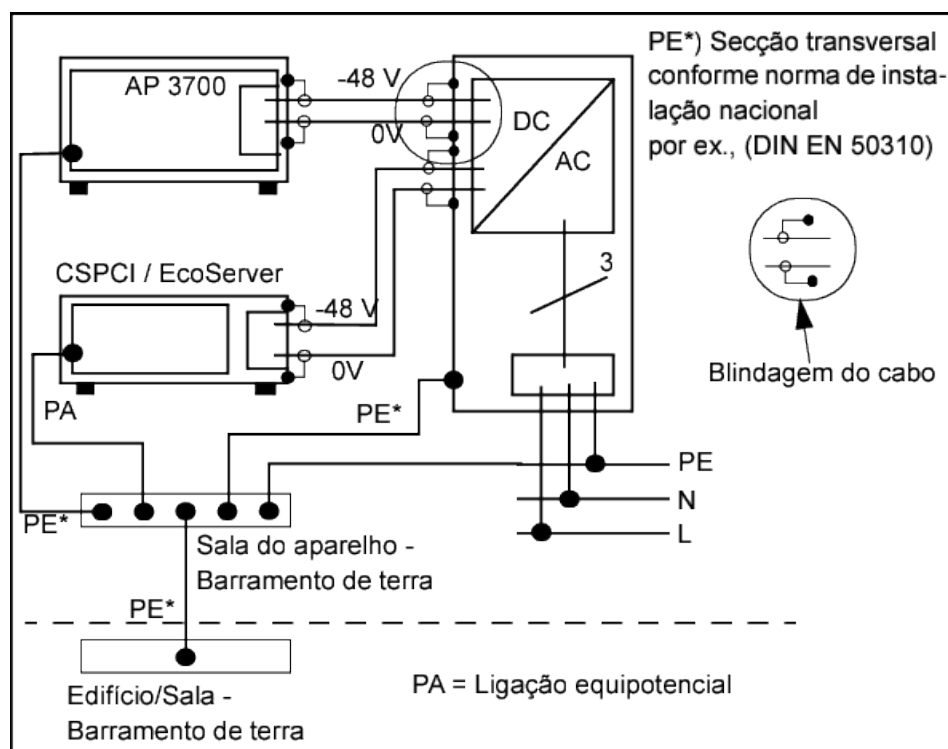 PE*) Secção transversal
conforme norma de insta-
lação nacional
por ex., (DIN EN 50310)
AP 3700
-48 V
0V
DC
AC
3
CSPCI / EcoServer
-48 V
0V
Blindagem do cabo
PA
PE*
PE
N
L
PE*
Sala do aparelho -
Barramento de terra
PE*
Edifício/Sala -
Barramento de terra
PA = Ligação equipotencial